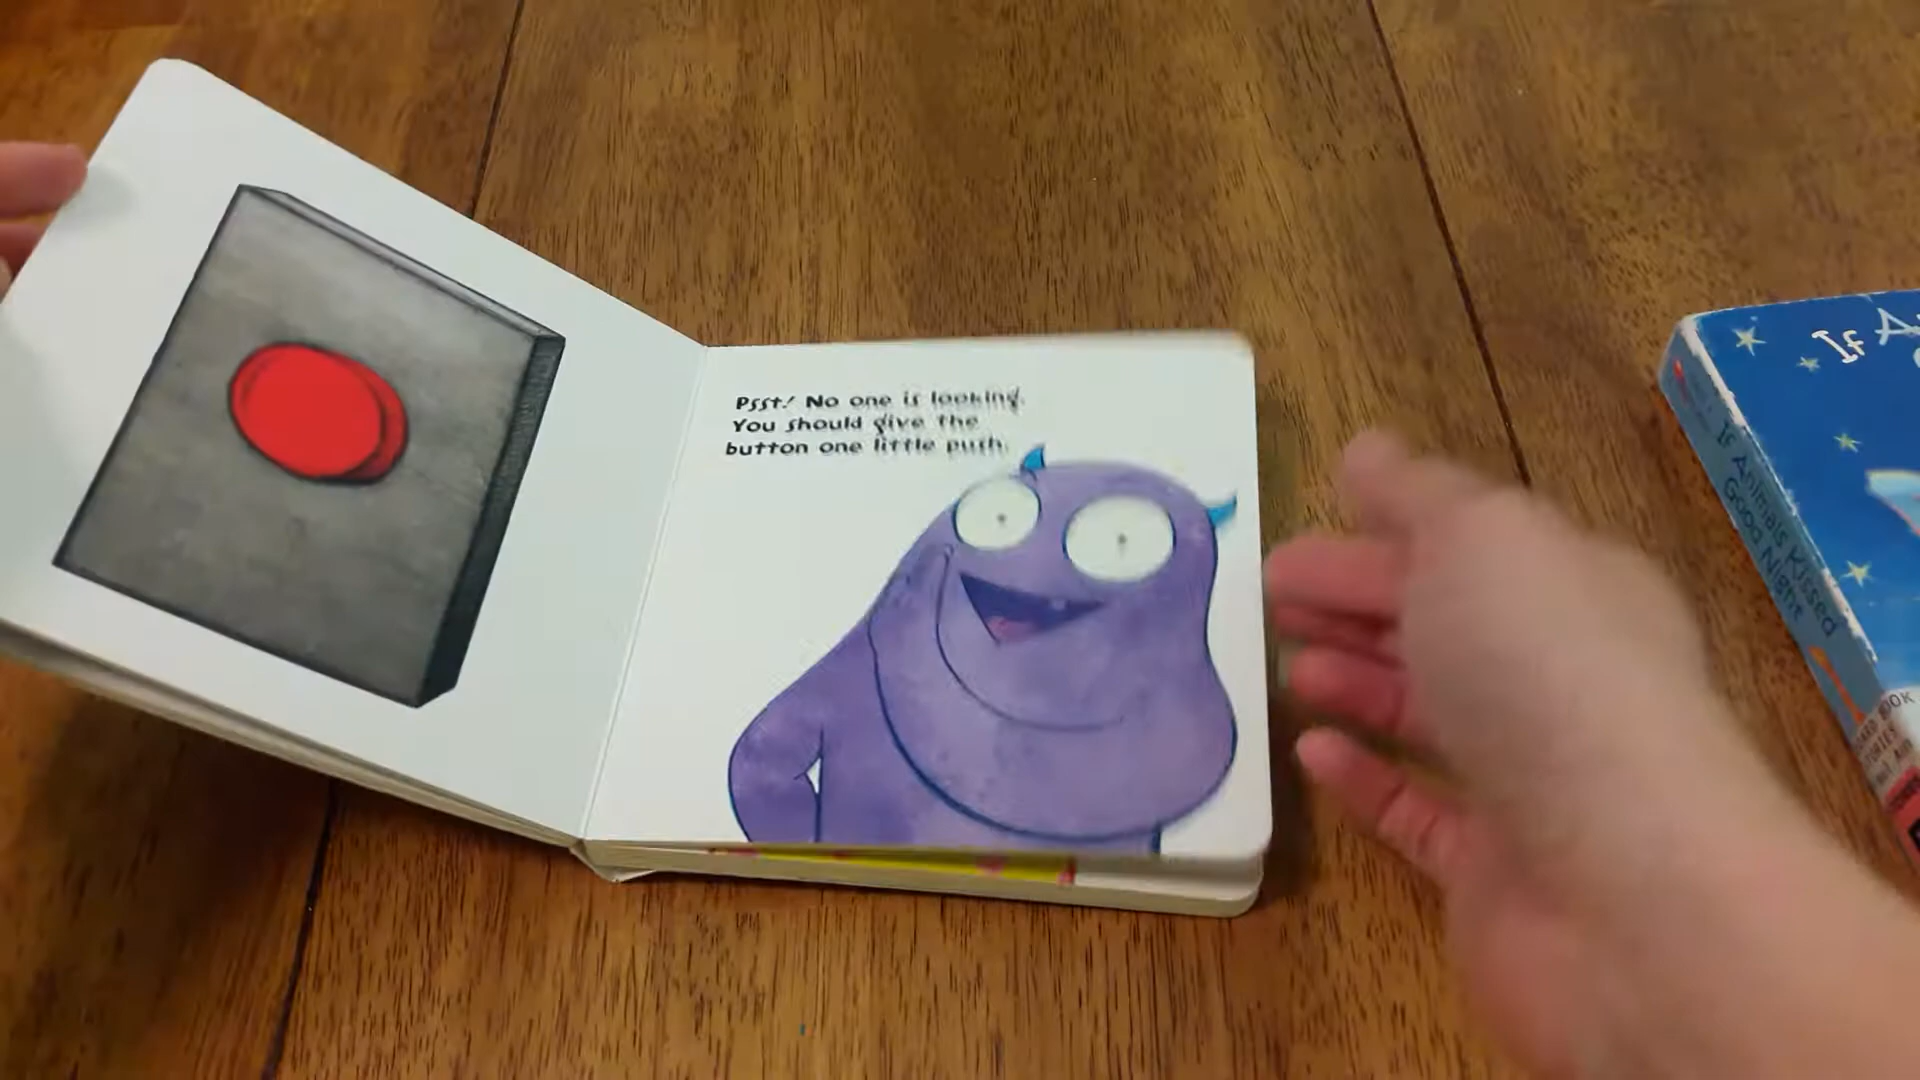 Psst! No one is looking.
You should give the
button one little push.
If A
If Animals Kissed
Good Night